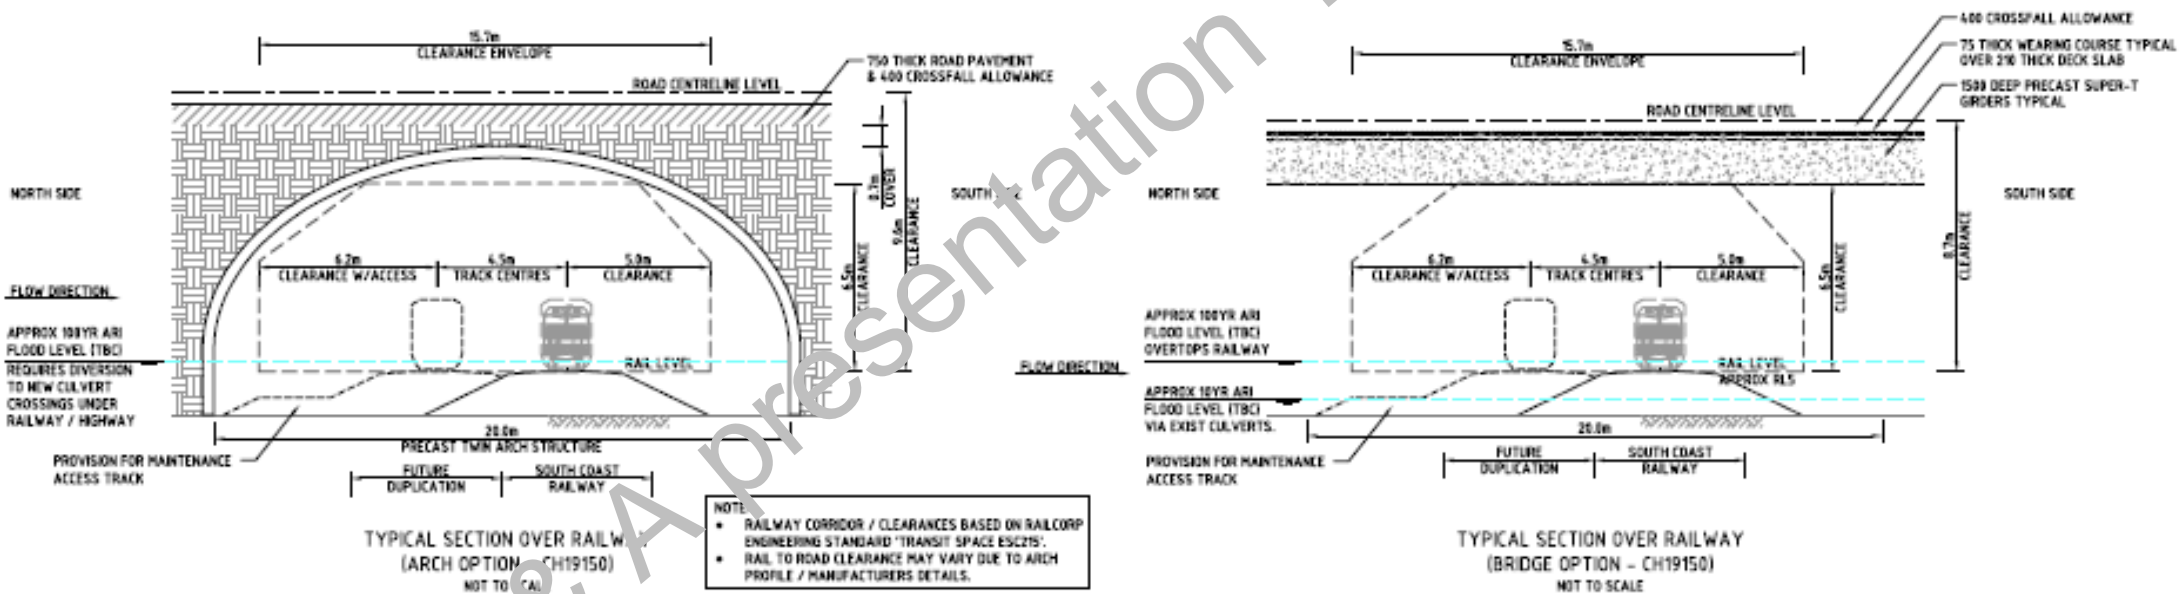 15.7m
CLEARANCE ENVELOPE
750 THICK ROAD PAVEMENT
& 400 CROSSFALL ALLOWANCE
ROAD CENTRELINE LEVEL
NORTH SIDE
SOUTH SIDE
0.7m
COVER
9.6m
CLEARANCE
6.5m
CLEARANCE
6.2m
CLEARANCE W/ACCESS
4.5m
TRACK CENTRES
5.0m
CLEARANCE
FLOW DIRECTION
APPROX 100YR ARI
FLOOD LEVEL (TBC)
REQUIRES DIVERSION
TO NEW CULVERT
CROSSINGS UNDER
RAILWAY / HIGHWAY
RAIL LEVEL
20.0m
PRECAST TWIN ARCH STRUCTURE
PROVISION FOR MAINTENANCE
ACCESS TRACK
FUTURE
DUPLICATION
SOUTH COAST
RAILWAY
TYPICAL SECTION OVER RAILWAY
(ARCH OPTION - CH19150)
NOT TO SCALE
NOTE
• RAILWAY CORRIDOR / CLEARANCES BASED ON RAILCORP
ENGINEERING STANDARD 'TRANSIT SPACE ESC215'.
• RAIL TO ROAD CLEARANCE MAY VARY DUE TO ARCH
PROFILE / MANUFACTURERS DETAILS.
15.7m
CLEARANCE ENVELOPE
400 CROSSFALL ALLOWANCE
75 THICK WEARING COURSE TYPICAL
OVER 210 THICK DECK SLAB
1500 DEEP PRECAST SUPER-T
GIRDERS TYPICAL
ROAD CENTRELINE LEVEL
NORTH SIDE
SOUTH SIDE
8.7m
CLEARANCE
6.5m
CLEARANCE
6.2m
CLEARANCE W/ACCESS
4.5m
TRACK CENTRES
5.0m
CLEARANCE
APPROX 100YR ARI
FLOOD LEVEL (TBC)
OVERTOPS RAILWAY
FLOW DIRECTION
APPROX 10YR ARI
FLOOD LEVEL (TBC)
VIA EXIST CULVERTS.
RAIL LEVEL
APPROX RL5
20.0m
PROVISION FOR MAINTENANCE
ACCESS TRACK
FUTURE
DUPLICATION
SOUTH COAST
RAILWAY
TYPICAL SECTION OVER RAILWAY
(BRIDGE OPTION - CH19150)
NOT TO SCALE
& A presentation